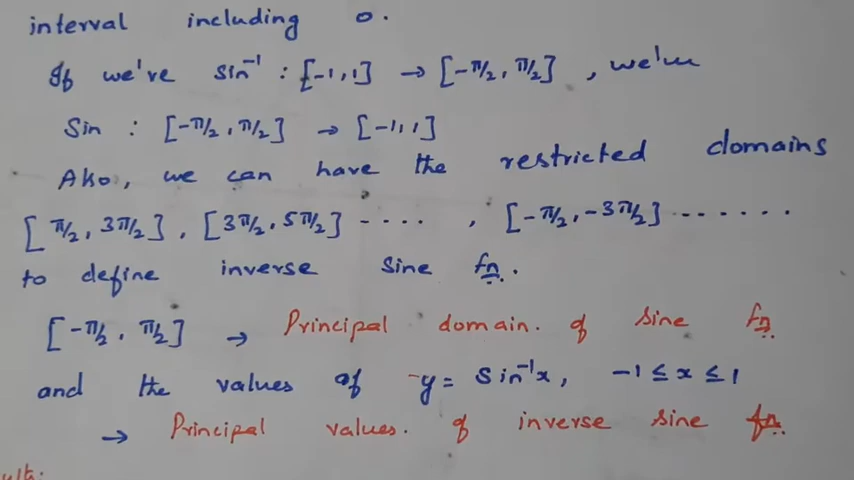 interval including 0.
If we've sin⁻¹ : [-1, 1] → [-π/2, π/2] , we've
Sin : [-π/2, π/2] → [-1, 1]
Also, we can have the restricted domains
[π/2, 3π/2] , [3π/2, 5π/2] ---- , [-π/2, -3π/2] .......
to define inverse sine fn.
[-π/2, π/2] → Principal domain. of sine fn
and the values of y = Sin⁻¹x, -1 ≤ x ≤ 1
→ Principal values. of inverse sine fn..